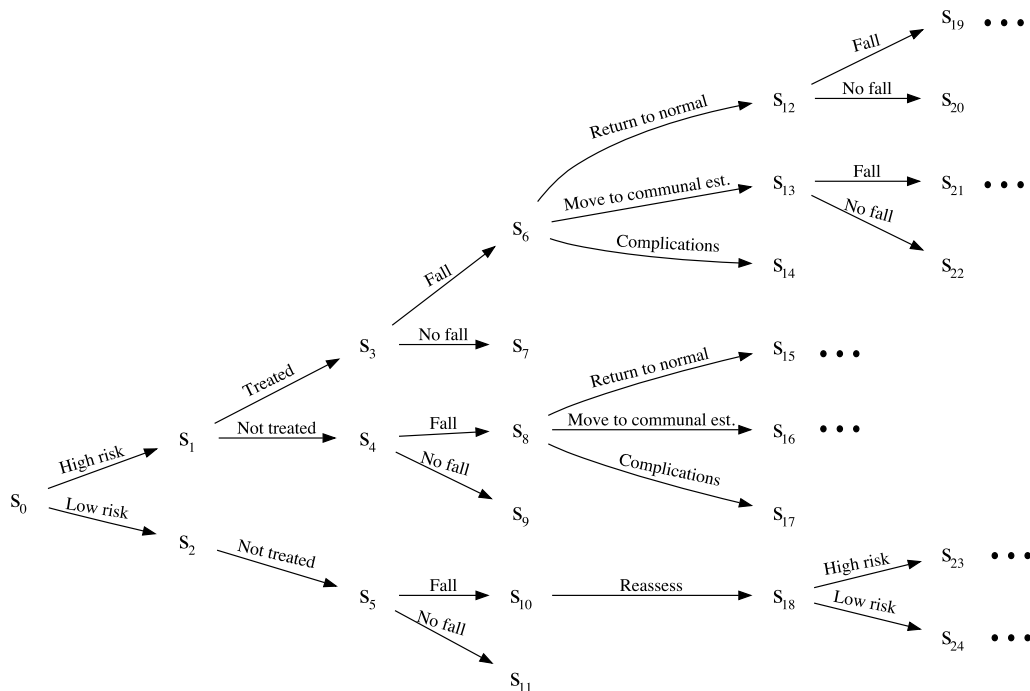 S19 •••
Fall
S12 No fall S20
Return to normal
S13 Fall S21 •••
Move to communal est.
No fall
S6
Complications
S14 S22
Fall
S3 No fall S7
S15 •••
Return to normal
Treated
S1 Not treated S4 Fall S8 Move to communal est. S16 •••
No fall
Complications
High risk
S0
Low risk
S9 S17
S2
Not treated
S23 •••
High risk
S5 Fall S10 Reassess S18
Low risk
No fall
S24 •••
S11